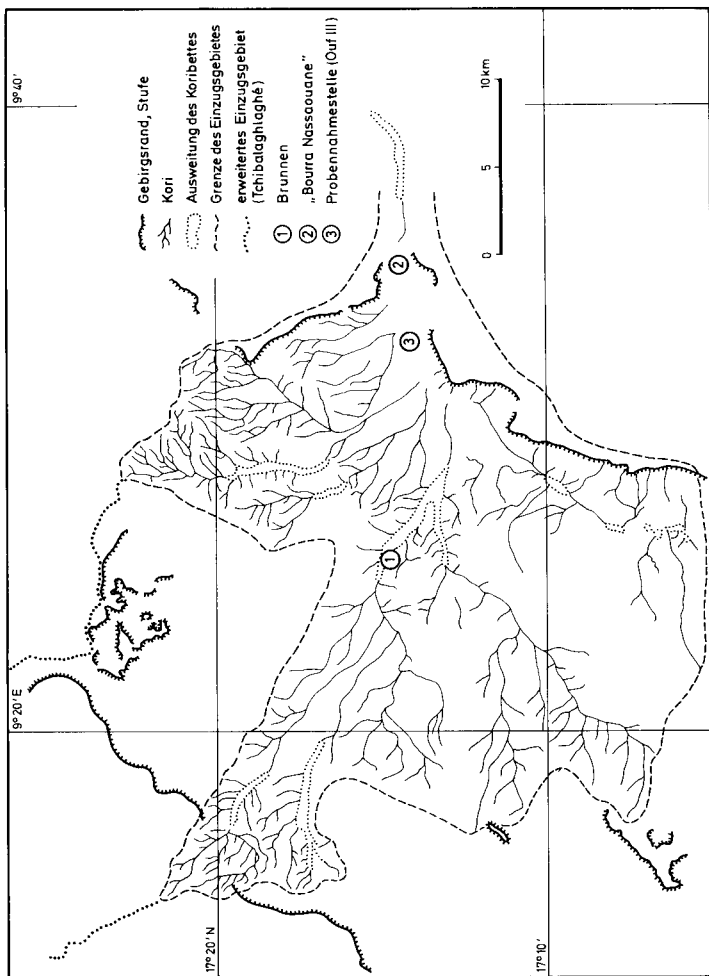 9°40'
Gebirgsrand, Stufe
Kori
Ausweitung des Koribettes
Grenze des Einzugsgebietes
erweitertes Einzugsgebiet
(Tchibalaghlaghé)
① Brunnen
② „Bourra Nassaouane"
③ Probennahmestelle (Ouf III)
0 5 10km
2
3
1
9°20'E
17°20'N
17°10'